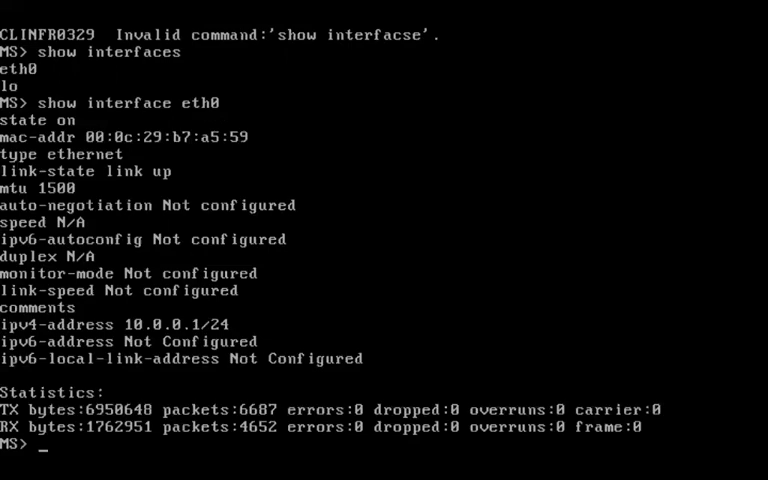 CLINFR0329  Invalid command:'show interfacse'.
MS> show interfaces
eth0
lo
MS> show interface eth0
state on
mac-addr 00:0c:29:b7:a5:59
type ethernet
link-state link up
mtu 1500
auto-negotiation Not configured
speed N/A
ipv6-autoconfig Not configured
duplex N/A
monitor-mode Not configured
link-speed Not configured
comments
ipv4-address 10.0.0.1/24
ipv6-address Not Configured
ipv6-local-link-address Not Configured
Statistics:
TX bytes:6950648 packets:6687 errors:0 dropped:0 overruns:0 carrier:0
RX bytes:1762951 packets:4652 errors:0 dropped:0 overruns:0 frame:0
MS> _